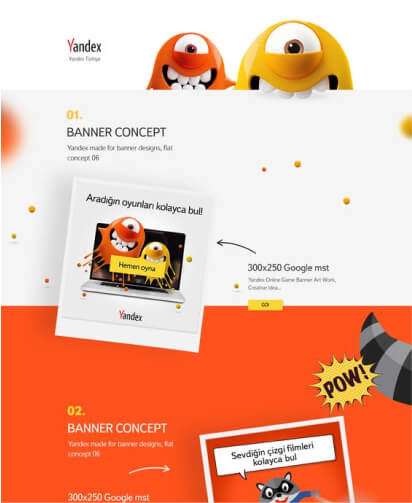 Yandex
Yandex Türkiye
01.
BANNER CONCEPT
Yandex made for banner designs, flat
concept 06
Aradığın oyunları kolayca bul!
Hemen oyna
Yandex
300x250 Google mst
Yandex Online Game Banner Art Work,
Creative Idea...
POW!
02.
BANNER CONCEPT
Yandex made for banner designs, flat
concept 06
Sevdiğin çizgi filmleri
kolayca bul
300x250 Google mst